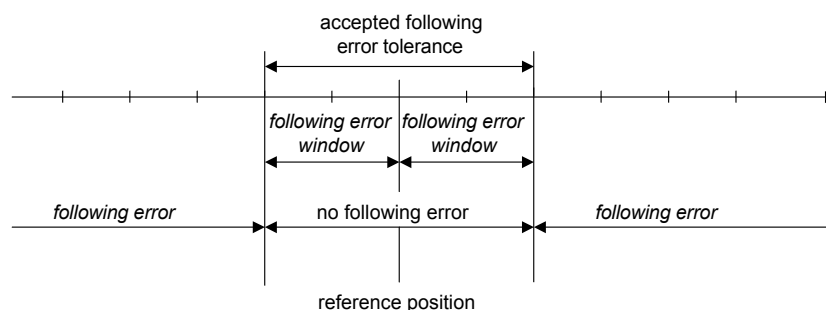 accepted following
error tolerance
following error
window
following error
window
following error
no following error
following error
reference position